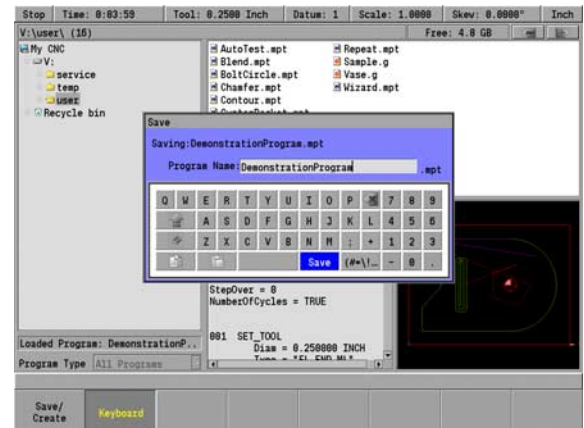 Stop Time: 0:03:59 Tool: 0.2500 Inch Datum: 1 Scale: 1.0000 Skew: 0.0000° Inch
V:\user\ (16) Free: 4.8 GB
My CNC
V:
service
temp
user
Recycle bin
AutoTest.mpt
Blend.mpt
BoltCircle.mpt
Chamfer.mpt
Contour.mpt
Repeat.mpt
Sample.g
Vase.g
Wizard.mpt
Save
Saving:DemonstrationProgram.mpt
Program Name: DemonstrationProgram .mpt
Q W E R T Y U I O P 7 8 9
A S D F G H J K L 4 5 6
Z X C V B N M ; + 1 2 3
Save (#=\!… - 0 .
StepOver = 0
NumberOfCycles = TRUE
001 SET_TOOL
Diam = 0.250000 INCH
Loaded Program: DemonstrationP..
Program Type All Programs
Save/
Create
Keyboard